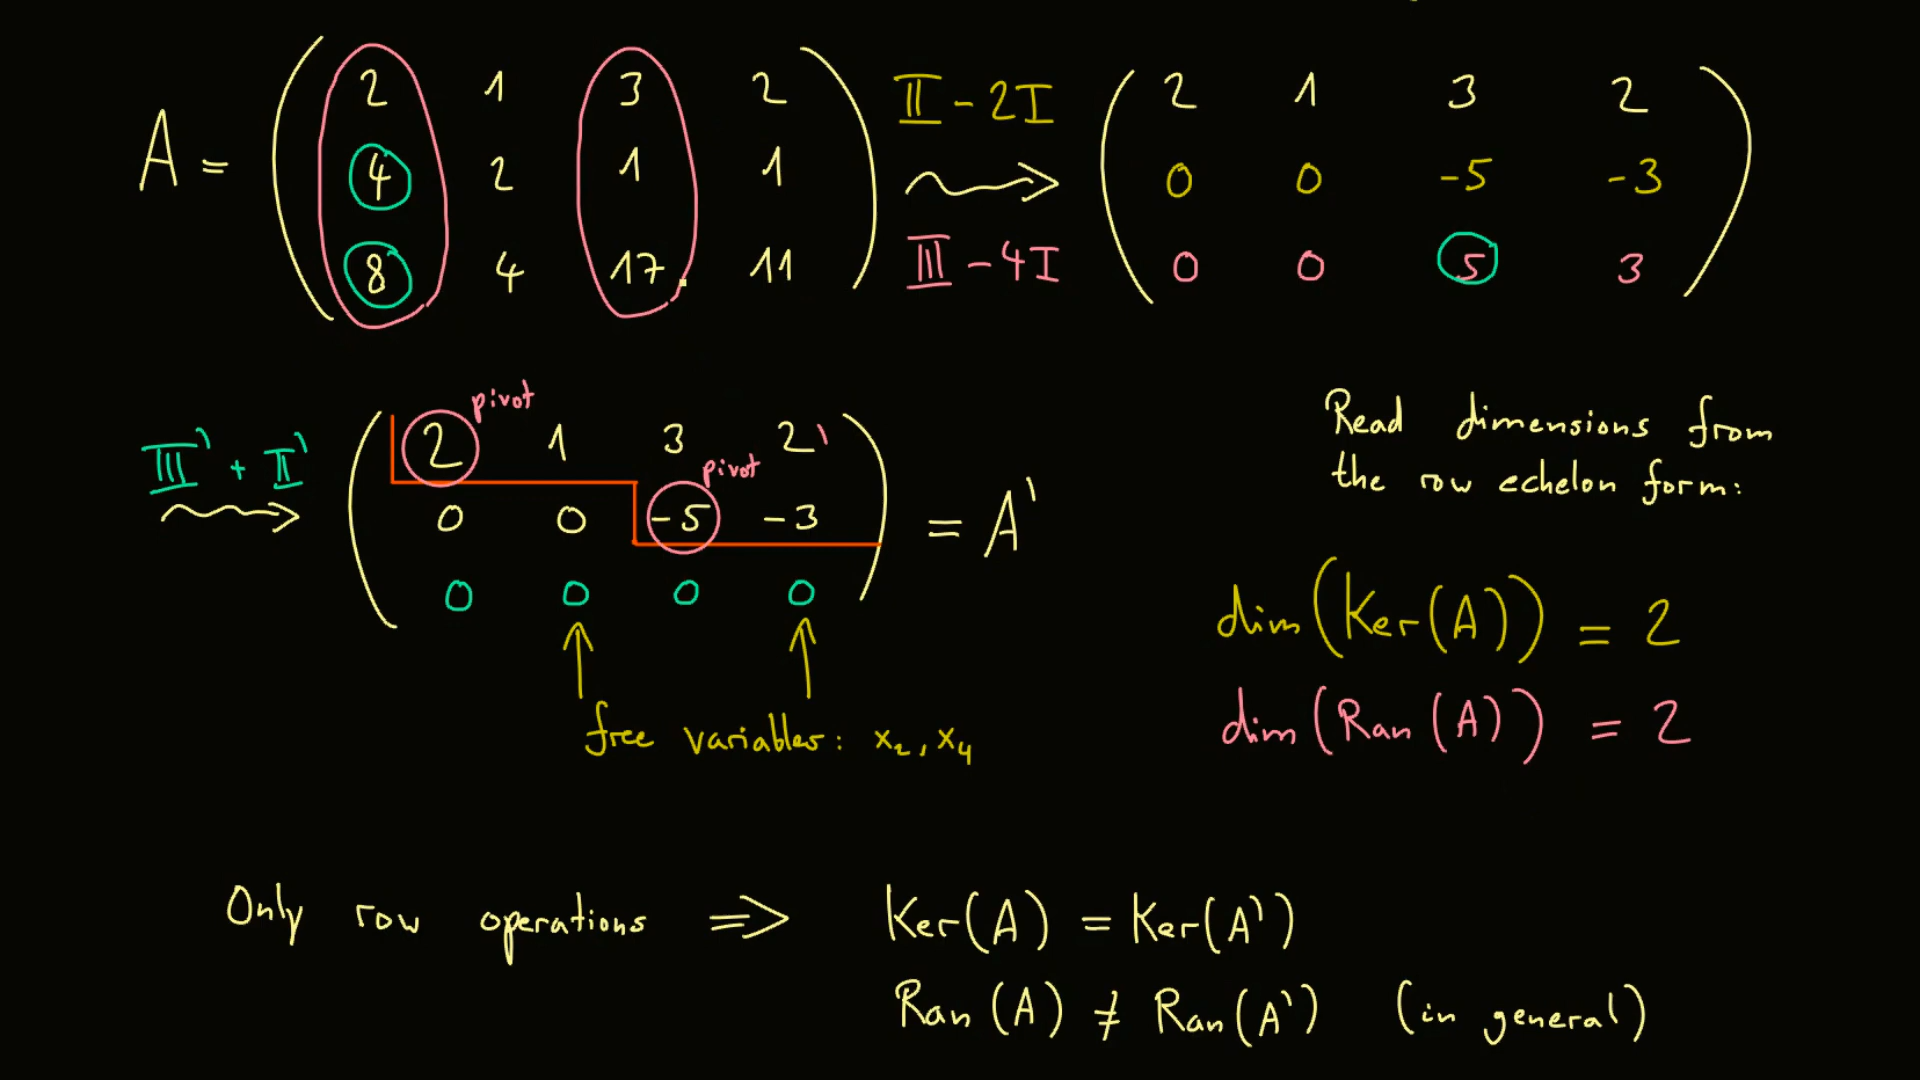 A = ( 2 1 3 2 II - 2I ( 2 1 3 2
4 2 1 1 0 0 -5 -3
8 4 17 11 ) III - 4I 0 0 5 3 )
III' + II' ( 2 pivot 1 3 2'
0 0 -5 pivot -3 ) = A'
0 0 0 0
free variables: x₂, x₄
Read dimensions from
the row echelon form:
dim(Ker(A)) = 2
dim(Ran(A)) = 2
Only row operations => Ker(A) = Ker(A')
Ran(A) ≠ Ran(A') (in general)